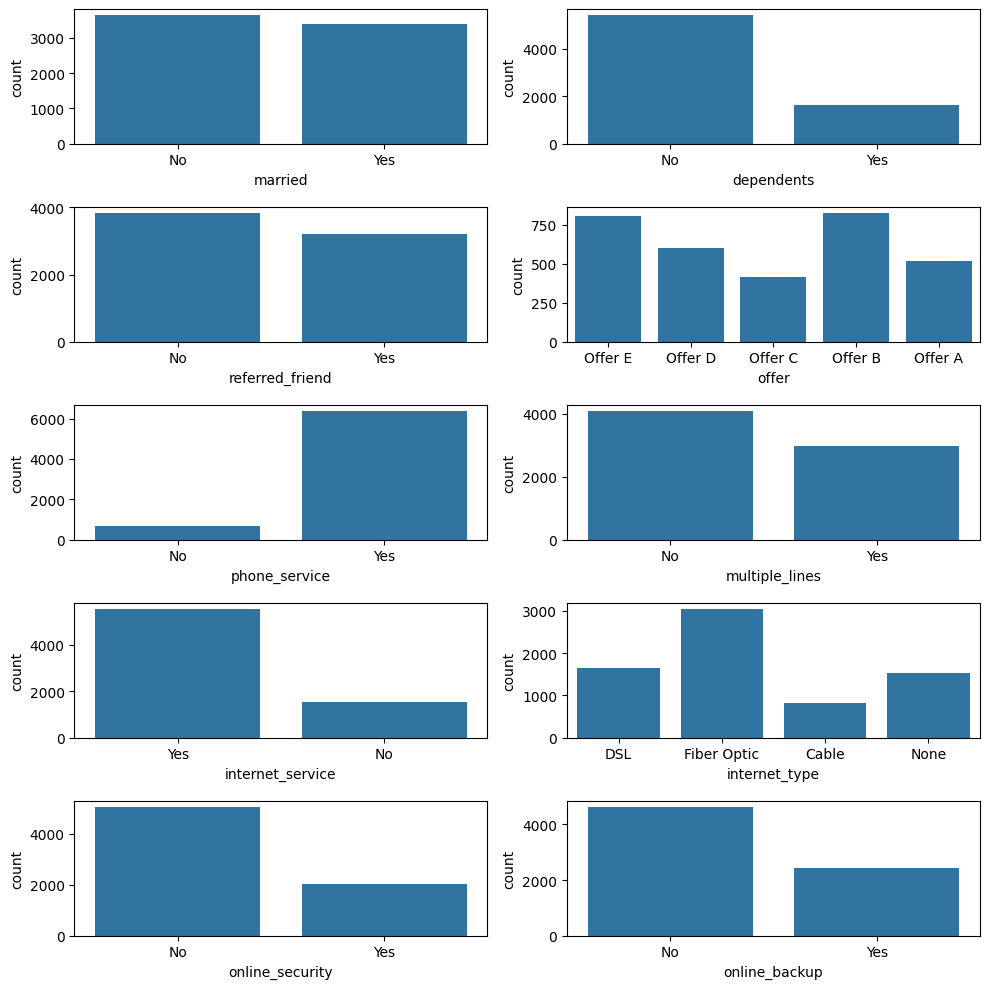 3000
2000
1000
0
count
No Yes
married
4000
2000
0
count
No Yes
dependents
4000
2000
0
count
No Yes
referred_friend
750
500
250
0
count
Offer E Offer D Offer C Offer B Offer A
offer
6000
4000
2000
0
count
No Yes
phone_service
4000
2000
0
count
No Yes
multiple_lines
4000
2000
0
count
Yes No
internet_service
3000
2000
1000
0
count
DSL Fiber Optic Cable None
internet_type
4000
2000
0
count
No Yes
online_security
4000
2000
0
count
No Yes
online_backup